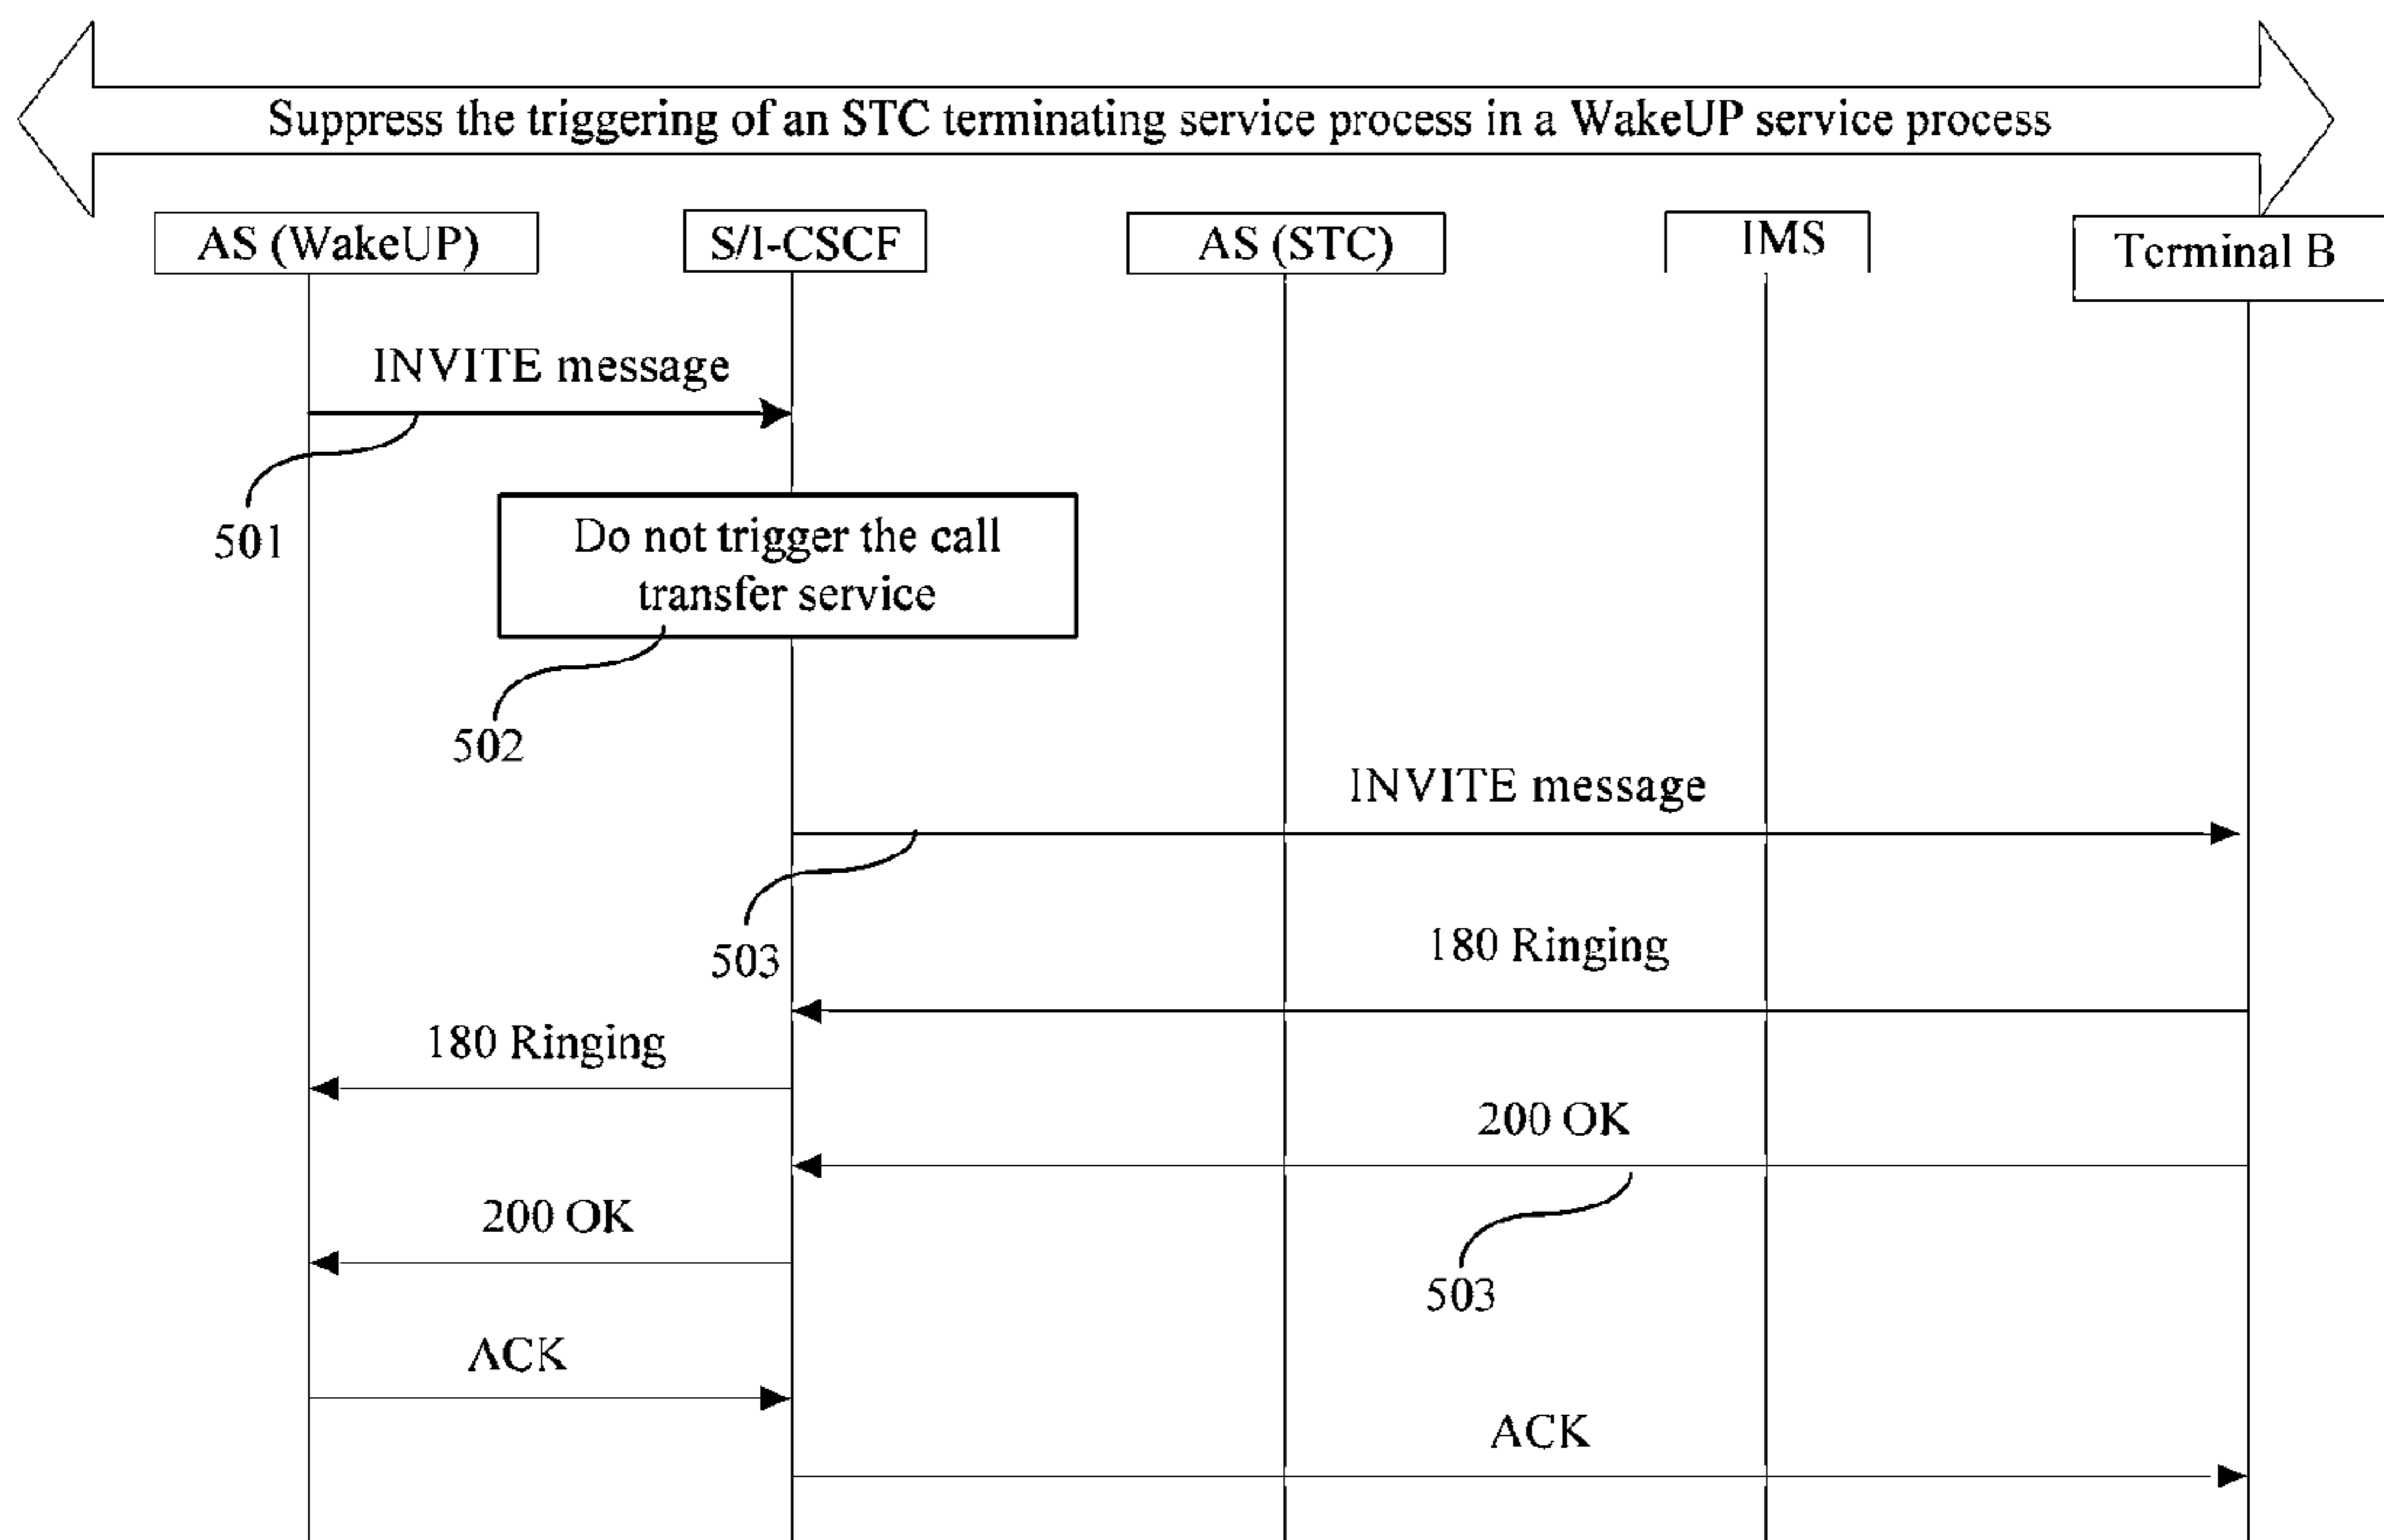 Suppress the triggering of an STC terminating service process in a WakeUP service process
AS (WakeUP)
S/I-CSCF
AS (STC)
IMS
Terminal B
INVITE message
501
Do not trigger the call
transfer service
502
INVITE message
503
180 Ringing
180 Ringing
200 OK
200 OK
503
ACK
ACK